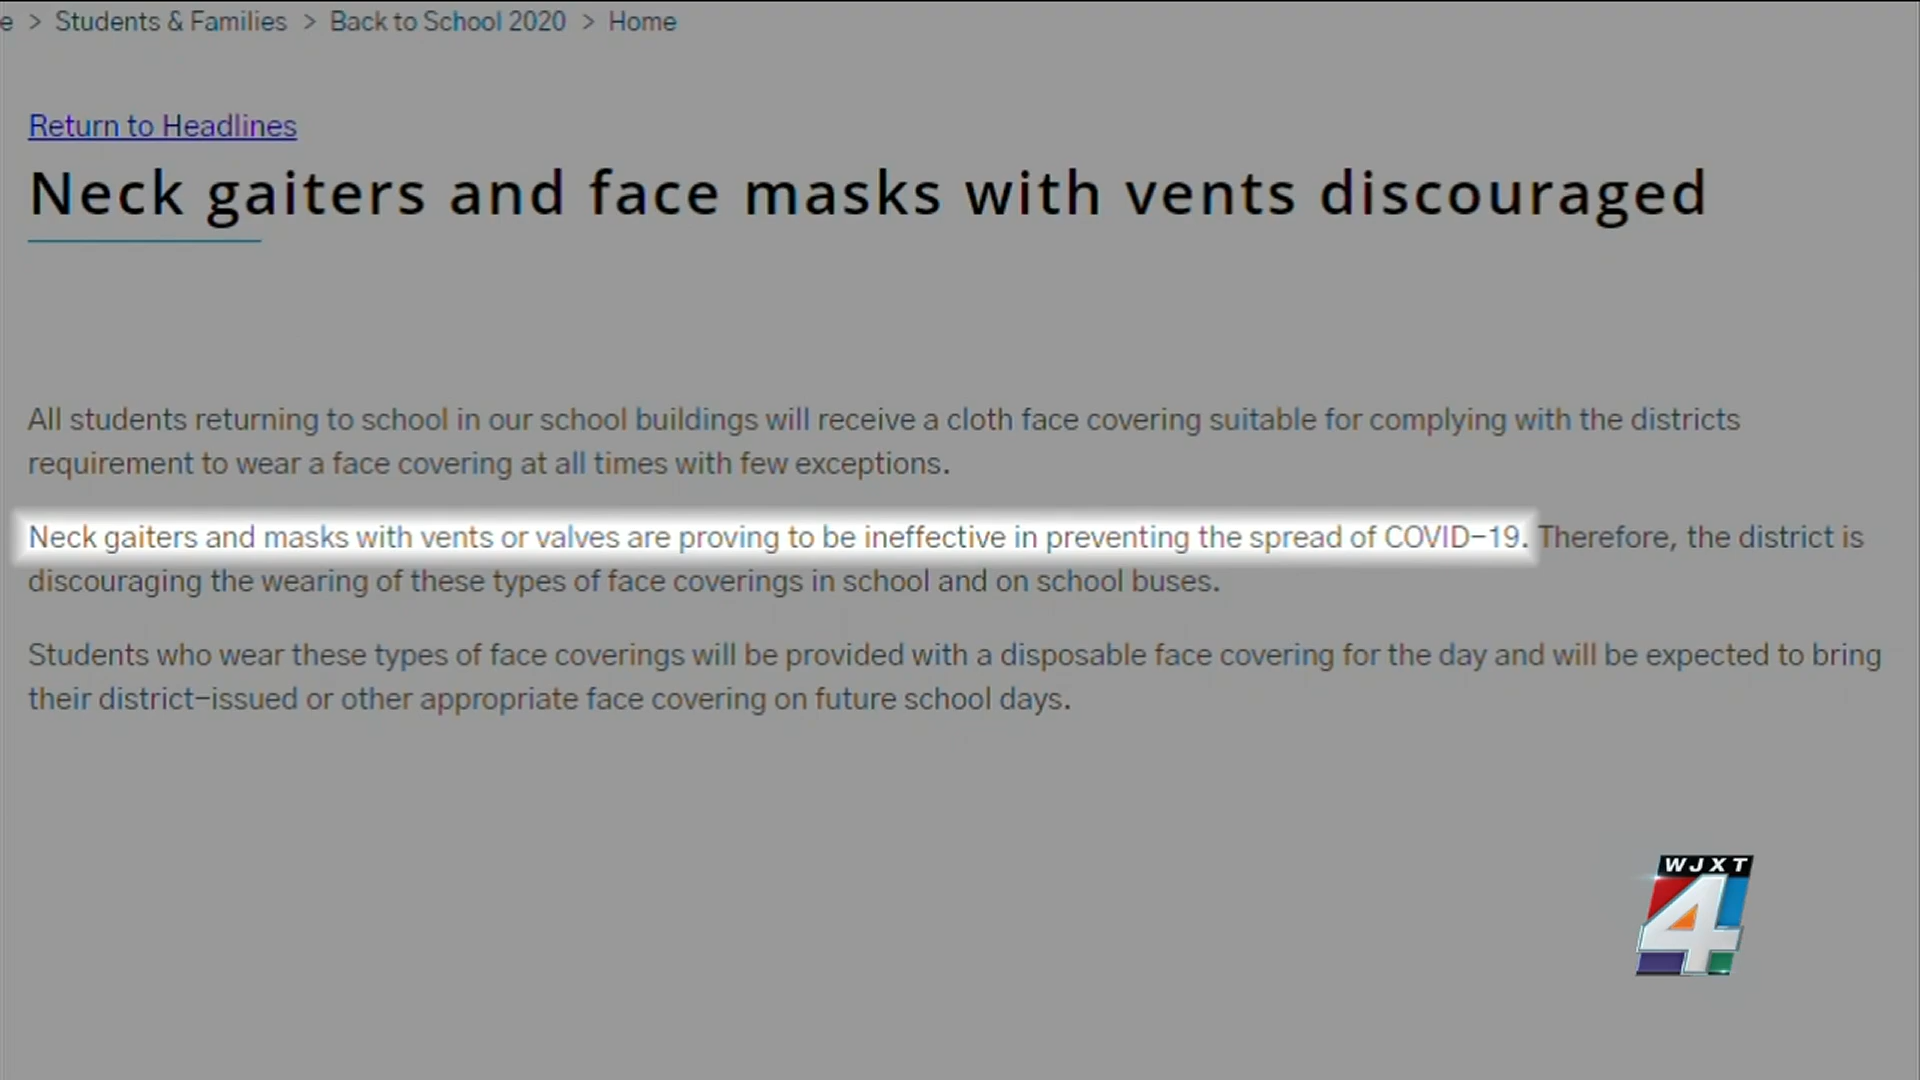 e > Students & Families > Back to School 2020 > Home
Return to Headlines
Neck gaiters and face masks with vents discouraged
All students returning to school in our school buildings will receive a cloth face covering suitable for complying with the districts
requirement to wear a face covering at all times with few exceptions.
Neck gaiters and masks with vents or valves are proving to be ineffective in preventing the spread of COVID-19. Therefore, the district is
discouraging the wearing of these types of face coverings in school and on school buses.
Students who wear these types of face coverings will be provided with a disposable face covering for the day and will be expected to bring
their district-issued or other appropriate face covering on future school days.
WJXT
4